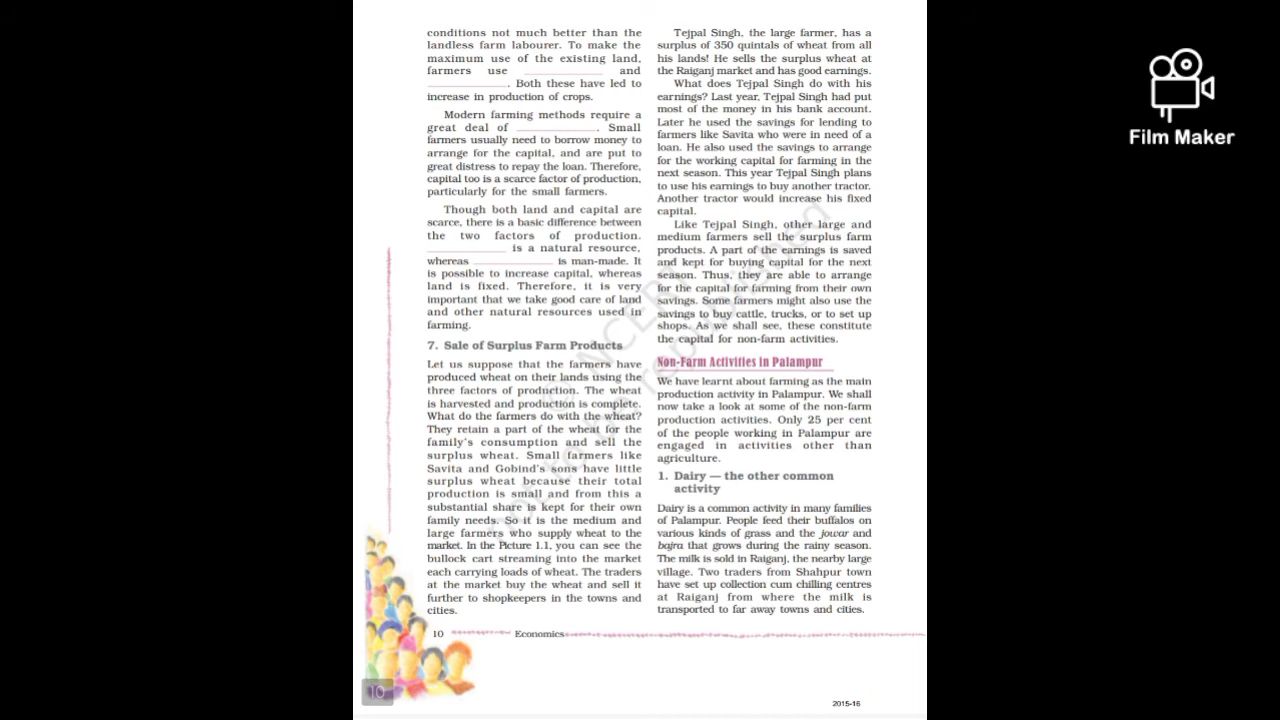 conditions not much better than the
landless farm labourer. To make the
maximum use of the existing land,
farmers use ____________ and
____________. Both these have led to
increase in production of crops.
Modern farming methods require a
great deal of ____________. Small
farmers usually need to borrow money to
arrange for the capital, and are put to
great distress to repay the loan. Therefore,
capital too is a scarce factor of production,
particularly for the small farmers.
Though both land and capital are
scarce, there is a basic difference between
the two factors of production.
____________ is a natural resource,
whereas ____________ is man-made. It
is possible to increase capital, whereas
land is fixed. Therefore, it is very
important that we take good care of land
and other natural resources used in
farming.
7. Sale of Surplus Farm Products
Let us suppose that the farmers have
produced wheat on their lands using the
three factors of production. The wheat
is harvested and production is complete.
What do the farmers do with the wheat?
They retain a part of the wheat for the
family's consumption and sell the
surplus wheat. Small farmers like
Savita and Gobind's sons have little
surplus wheat because their total
production is small and from this a
substantial share is kept for their own
family needs. So it is the medium and
large farmers who supply wheat to the
market. In the Picture 1.1, you can see the
bullock cart streaming into the market
each carrying loads of wheat. The traders
at the market buy the wheat and sell it
further to shopkeepers in the towns and
cities.
Tejpal Singh, the large farmer, has a
surplus of 350 quintals of wheat from all
his lands! He sells the surplus wheat at
the Raiganj market and has good earnings.
What does Tejpal Singh do with his
earnings? Last year, Tejpal Singh had put
most of the money in his bank account.
Later he used the savings for lending to
farmers like Savita who were in need of a
loan. He also used the savings to arrange
for the working capital for farming in the
next season. This year Tejpal Singh plans
to use his earnings to buy another tractor.
Another tractor would increase his fixed
capital.
Like Tejpal Singh, other large and
medium farmers sell the surplus farm
products. A part of the earnings is saved
and kept for buying capital for the next
season. Thus, they are able to arrange
for the capital for farming from their own
savings. Some farmers might also use the
savings to buy cattle, trucks, or to set up
shops. As we shall see, these constitute
the capital for non-farm activities.
Non-Farm Activities in Palampur
We have learnt about farming as the main
production activity in Palampur. We shall
now take a look at some of the non-farm
production activities. Only 25 per cent
of the people working in Palampur are
engaged in activities other than
agriculture.
1. Dairy — the other common
activity
Dairy is a common activity in many families
of Palampur. People feed their buffalos on
various kinds of grass and the jowar and
bajra that grows during the rainy season.
The milk is sold in Raiganj, the nearby large
village. Two traders from Shahpur town
have set up collection cum chilling centres
at Raiganj from where the milk is
transported to far away towns and cities.
© NCERT
not to be republished
10 Economics
10
2015-16
Film Maker